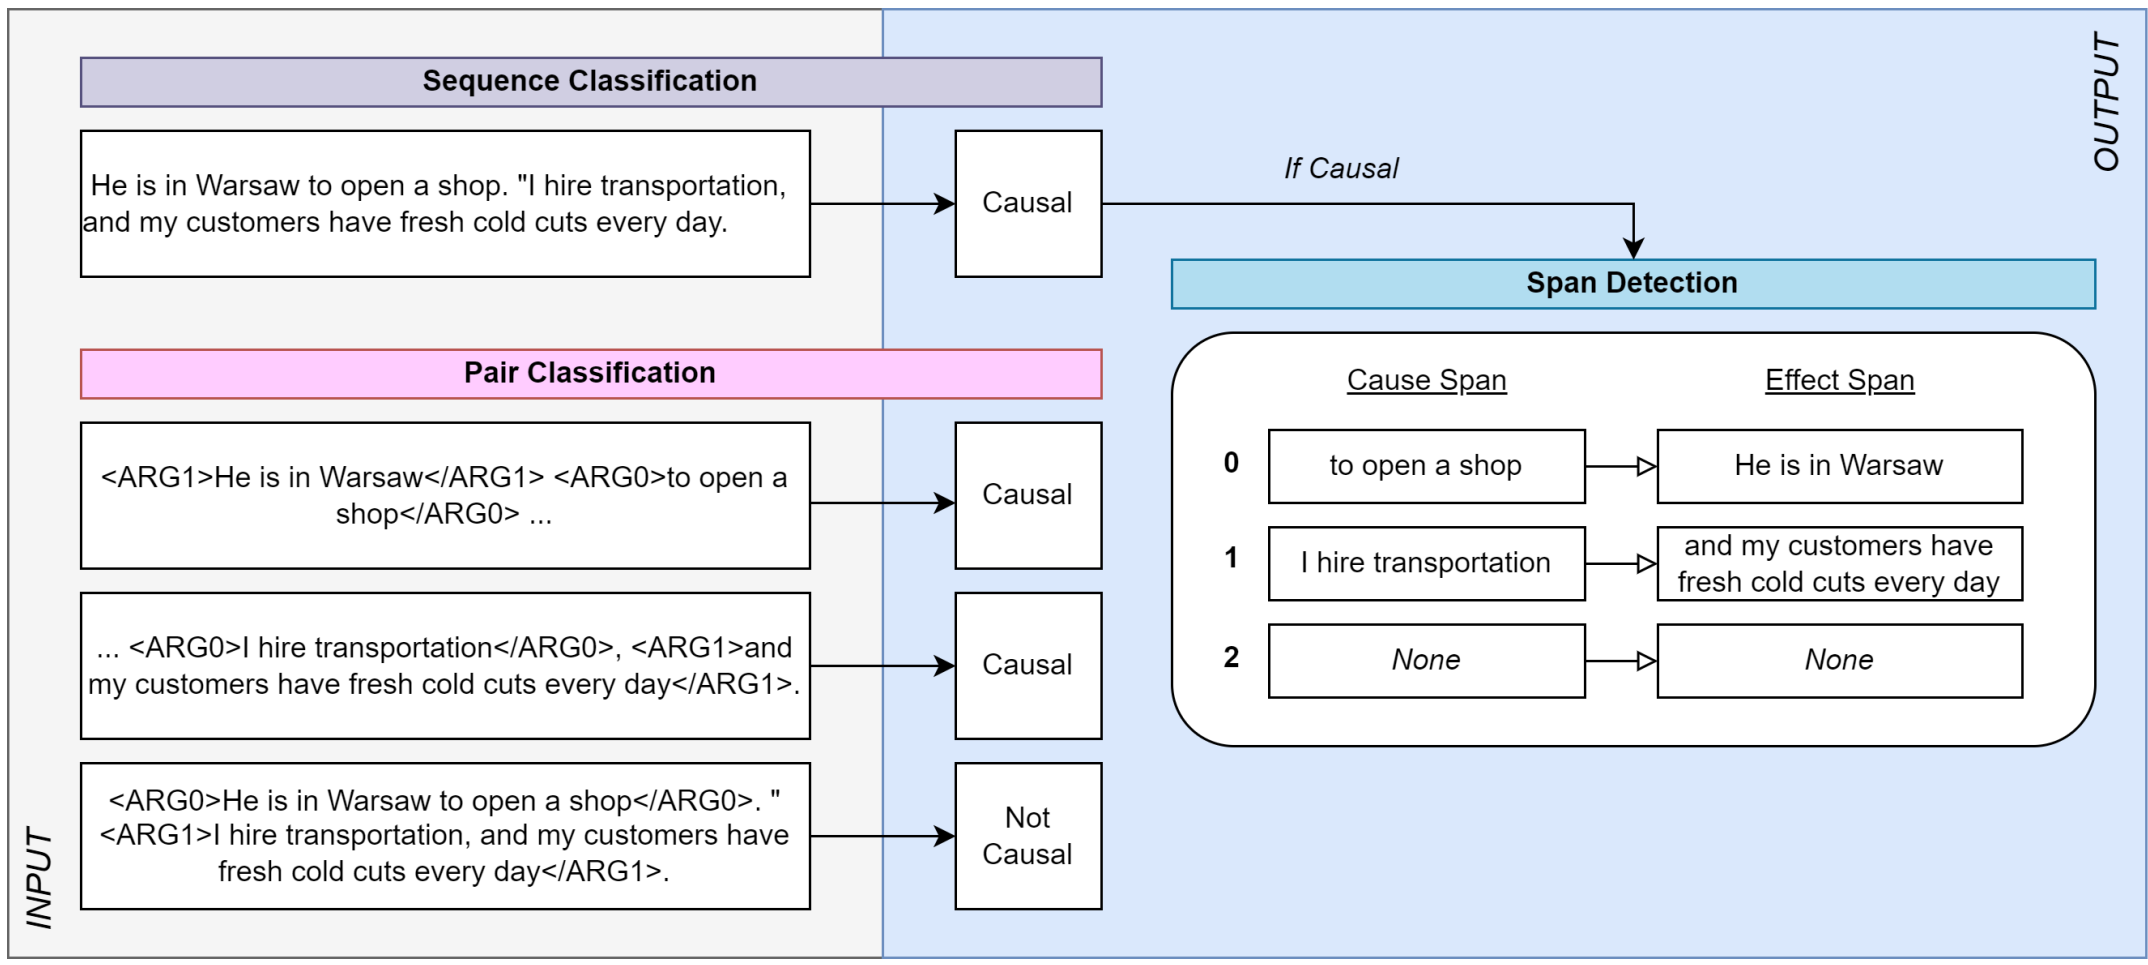 OUTPUT
Sequence Classification
He is in Warsaw to open a shop. "I hire transportation,
and my customers have fresh cold cuts every day.
Causal
If Causal
Span Detection
Cause Span
Effect Span
0
to open a shop
He is in Warsaw
1
I hire transportation
and my customers have
fresh cold cuts every day
2
None
None
Pair Classification
<ARG1>He is in Warsaw</ARG1> <ARG0>to open a
shop</ARG0> ...
Causal
... <ARG0>I hire transportation</ARG0>, <ARG1>and
my customers have fresh cold cuts every day</ARG1>.
Causal
<ARG0>He is in Warsaw to open a shop</ARG0>. "
<ARG1>I hire transportation, and my customers have
fresh cold cuts every day</ARG1>.
Not
Causal
INPUT